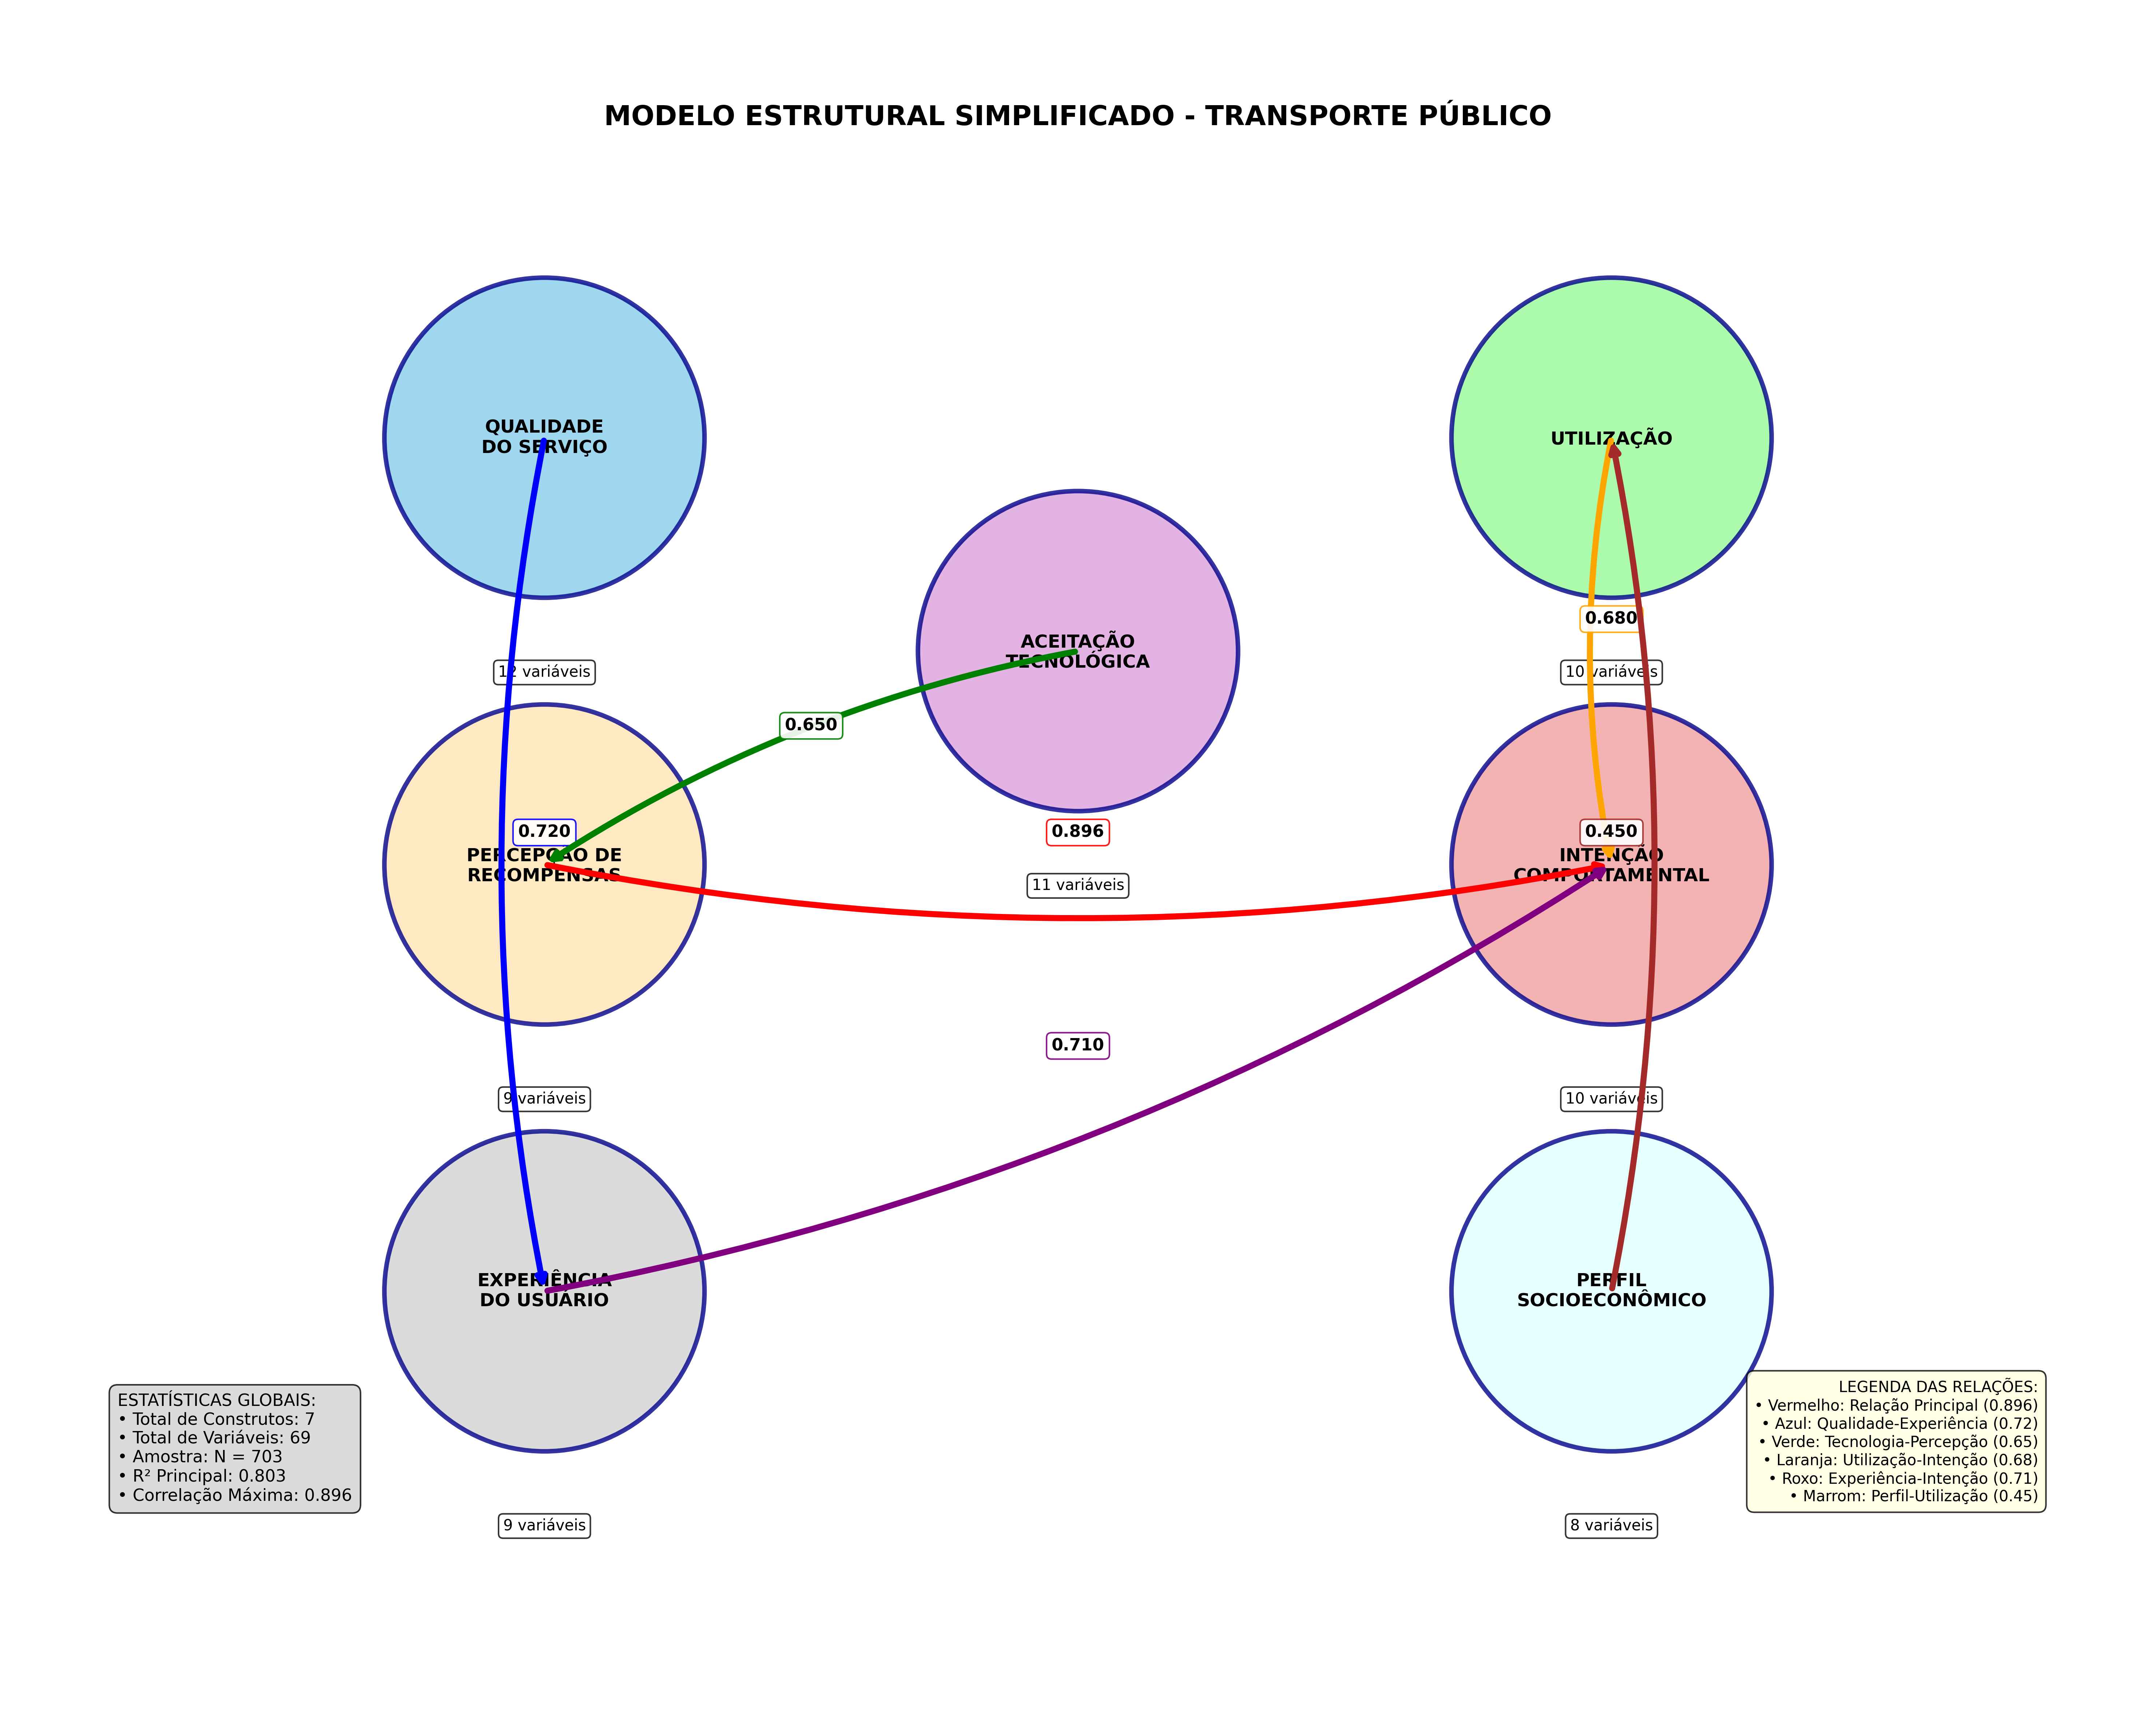 MODELO ESTRUTURAL SIMPLIFICADO - TRANSPORTE PÚBLICO
QUALIDADE
DO SERVIÇO
UTILIZAÇÃO
0.680
ACEITAÇÃO
TECNOLÓGICA
12 variáveis
10 variáveis
0.650
0.720
0.896
0.450
PERCEPÇÃO DE
RECOMPENSAS
INTENÇÃO
COMPORTAMENTAL
11 variáveis
0.710
9 variáveis
10 variáveis
EXPERIÊNCIA
DO USUÁRIO
PERFIL
SOCIOECONÔMICO
ESTATÍSTICAS GLOBAIS:
• Total de Construtos: 7
• Total de Variáveis: 69
• Amostra: N = 703
• R² Principal: 0.803
• Correlação Máxima: 0.896
LEGENDA DAS RELAÇÕES:
• Vermelho: Relação Principal (0.896)
• Azul: Qualidade-Experiência (0.72)
• Verde: Tecnologia-Percepção (0.65)
• Laranja: Utilização-Intenção (0.68)
• Roxo: Experiência-Intenção (0.71)
• Marrom: Perfil-Utilização (0.45)
9 variáveis
8 variáveis